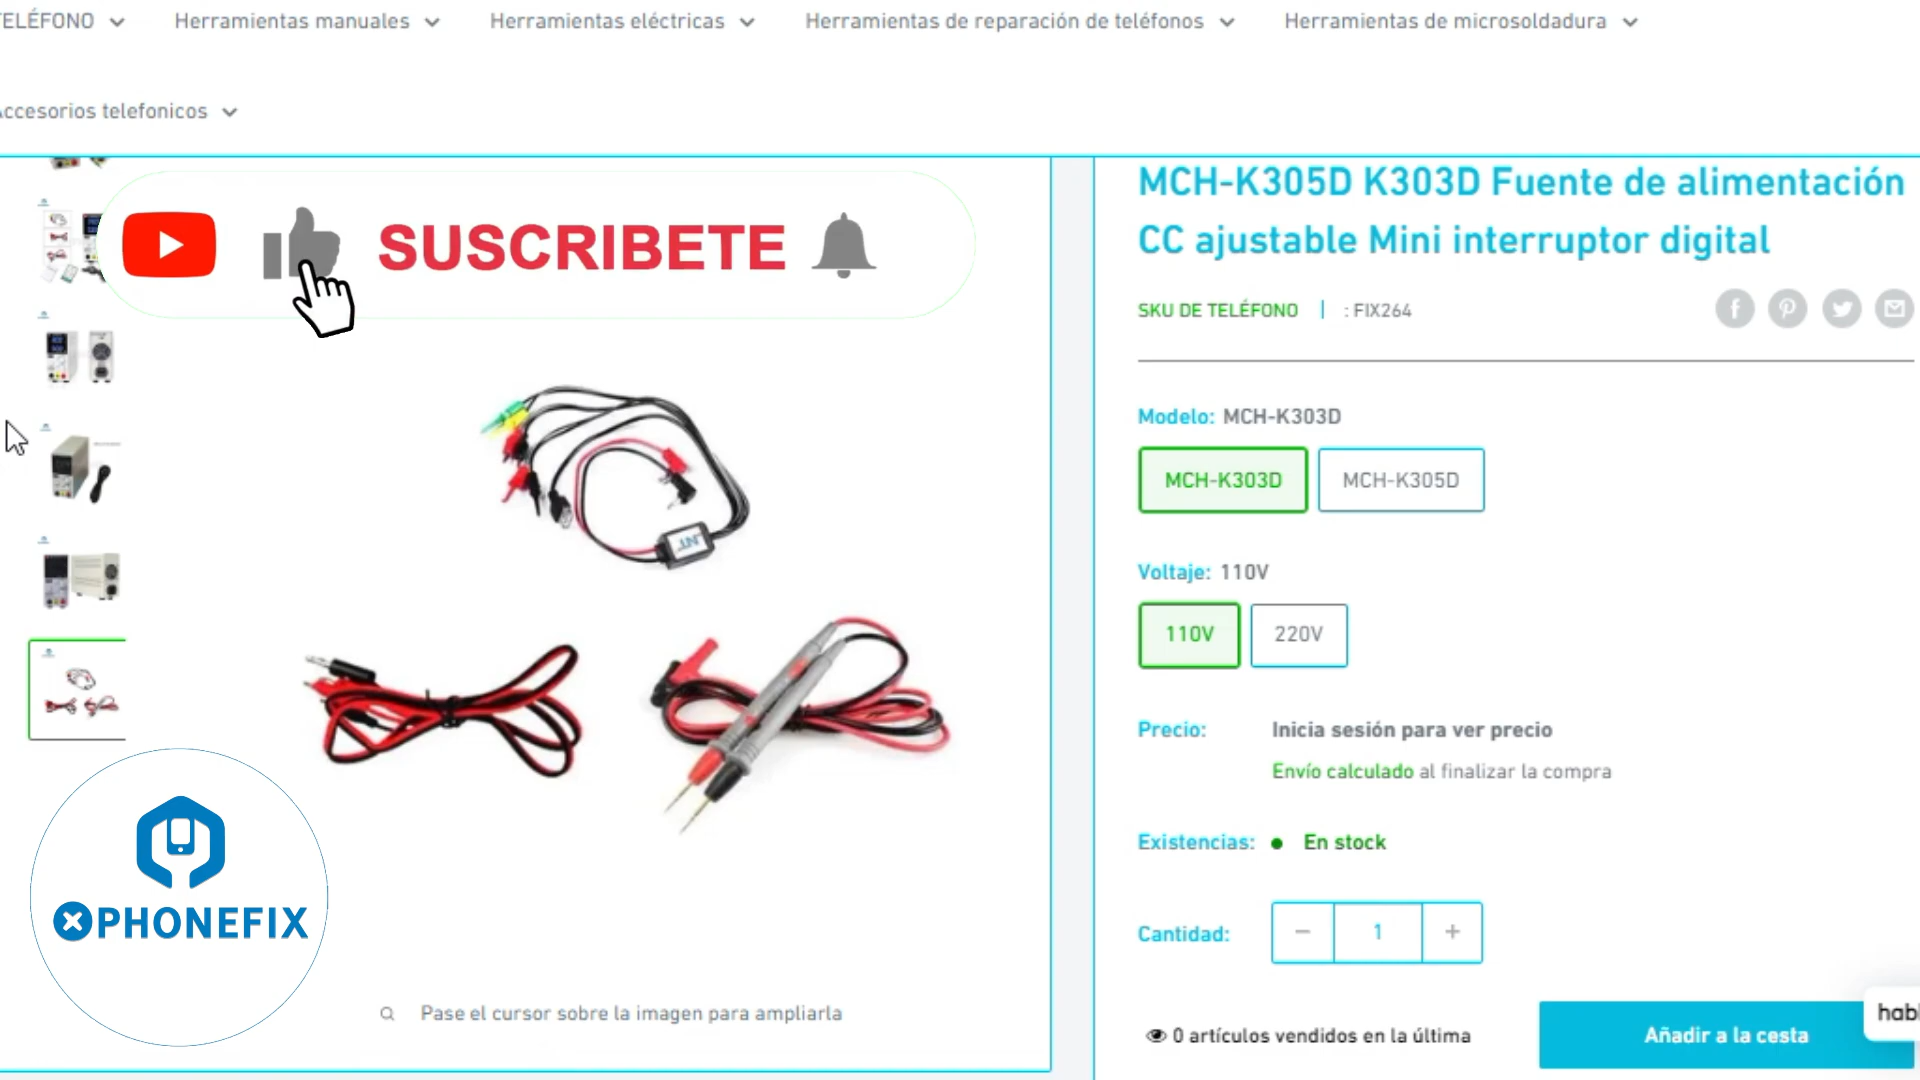 TELÉFONO
Herramientas manuales
Herramientas eléctricas
Herramientas de reparación de teléfonos
Herramientas de microsoldadura
Accesorios telefonicos
SUSCRIBETE
MCH-K305D K303D Fuente de alimentación
CC ajustable Mini interruptor digital
SKU DE TELÉFONO | : FIX264
Modelo: MCH-K303D
MCH-K303D
MCH-K305D
Voltaje: 110V
110V
220V
Precio: Inicia sesión para ver precio
Envío calculado al finalizar la compra
Existencias: En stock
Cantidad: − 1 +
PHONEFIX
Pase el cursor sobre la imagen para ampliarla
0 artículos vendidos en la última
Añadir a la cesta
habl